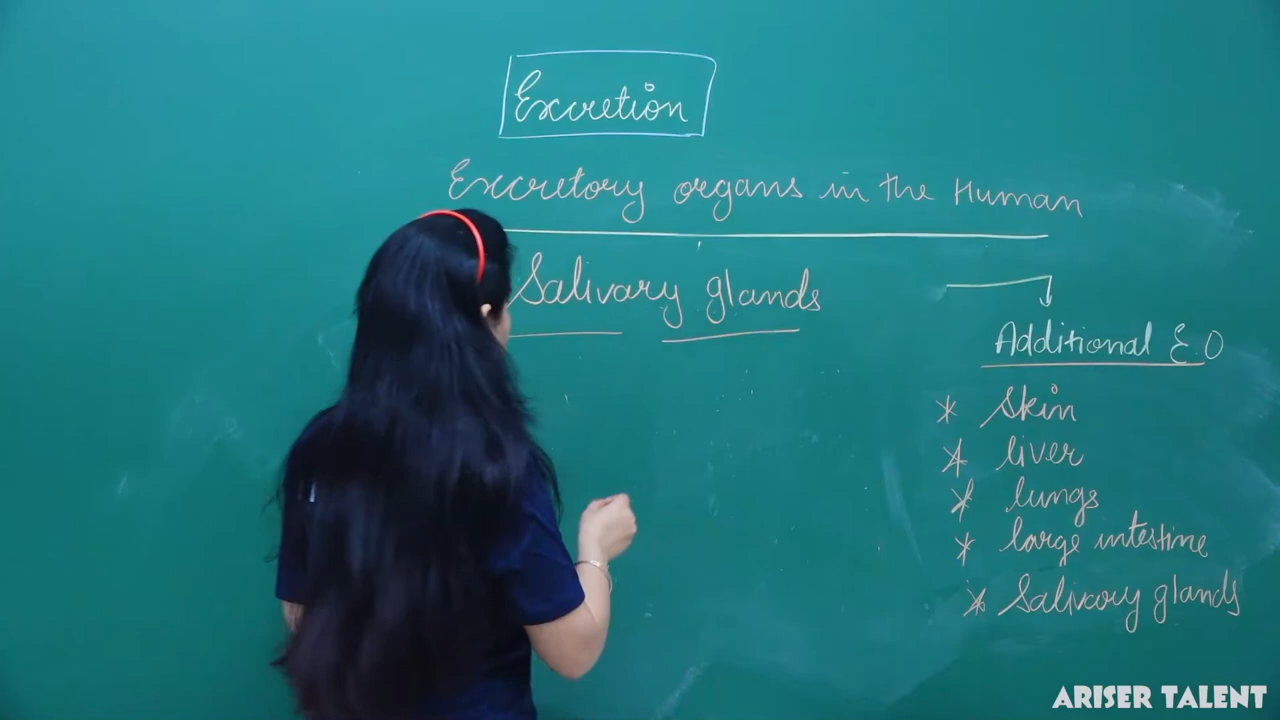 Excretion
Excretory organs in the Human
Salivary glands
Additional E.O
* Skin
* liver
* lungs
* large intestine
* Salivary glands
ARISER TALENT